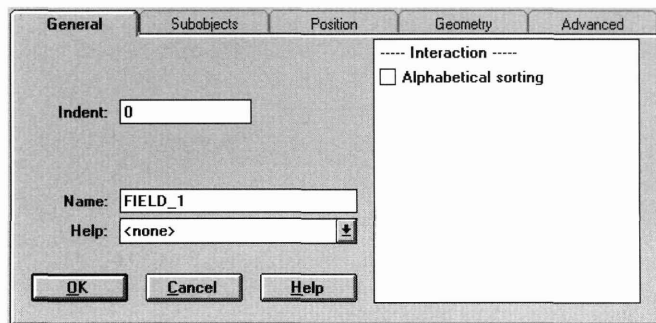 General Subobjects Position Geometry Advanced
----- Interaction -----
Alphabetical sorting
Indent: 0
Name: FIELD_1
Help: <none>
OK Cancel Help